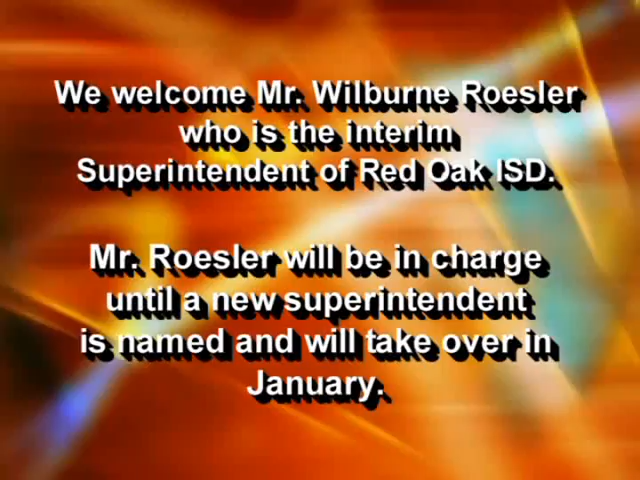 We welcome Mr. Wilburne Roesler
who is the interim
Superintendent of Red Oak ISD.
Mr. Roesler will be in charge
until a new superintendent
is named and will take over in
January.